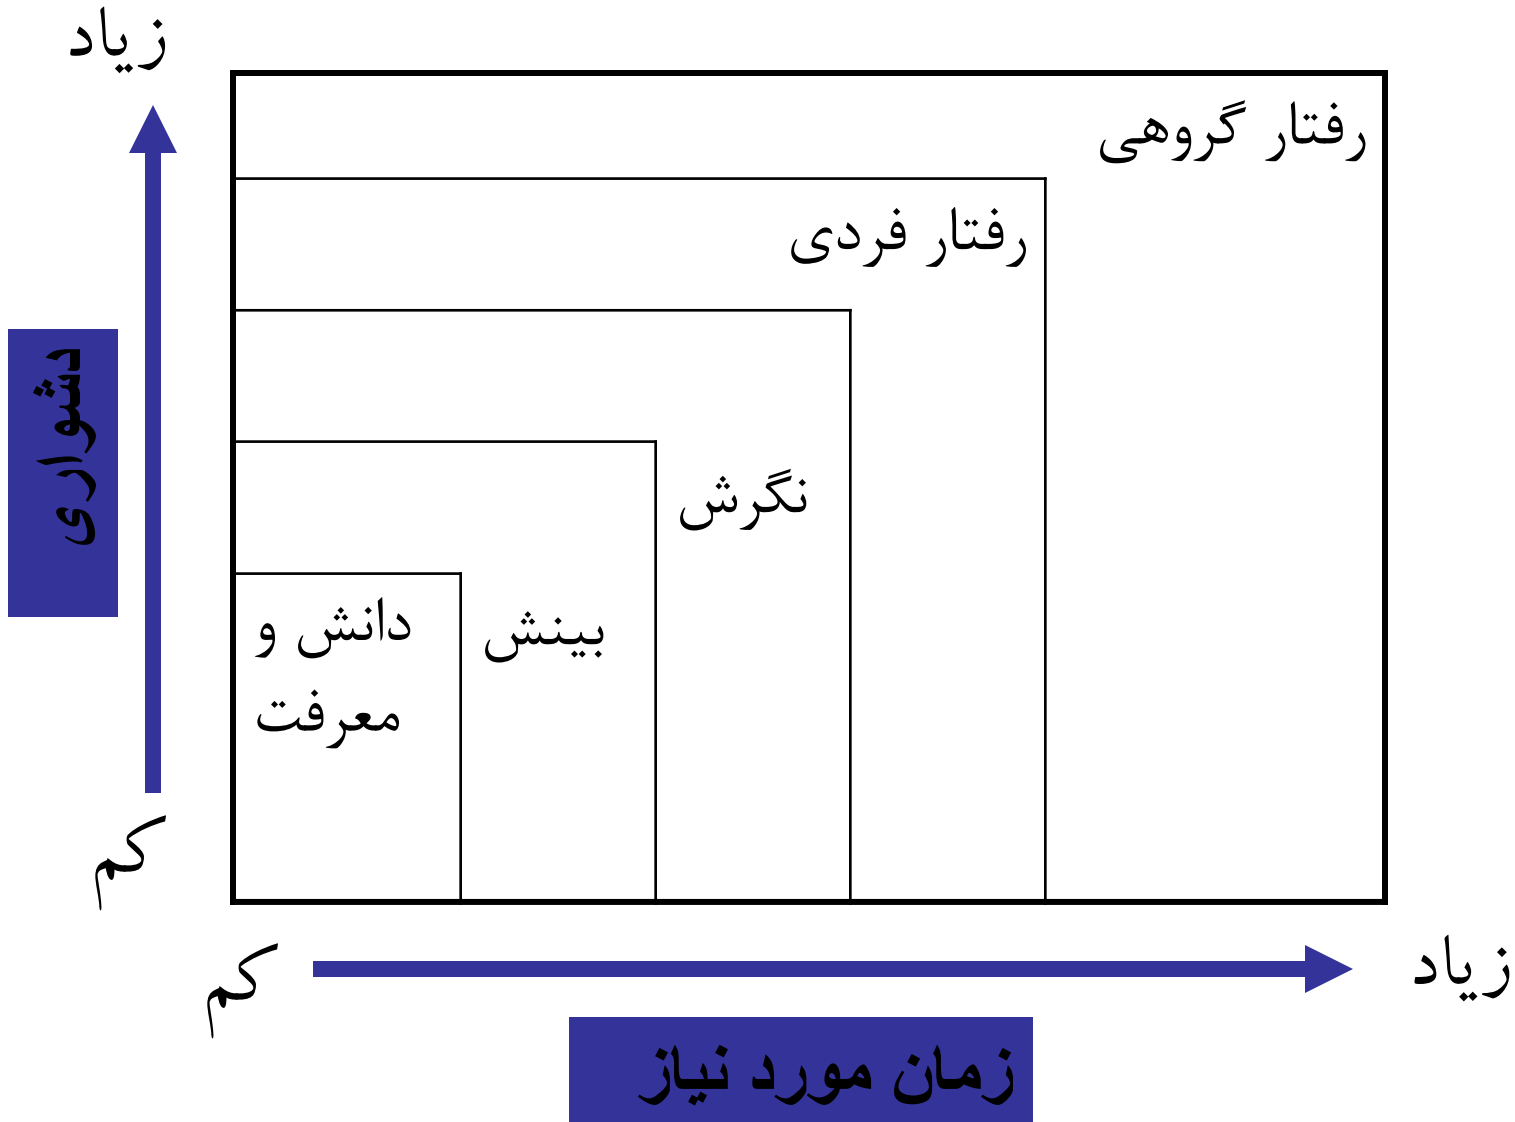 زیاد
رفتار گروهی
رفتار فردی
نگرش
بینش
دانش و
معرفت
دشواری
کم
کم
زیاد
زمان مورد نیاز